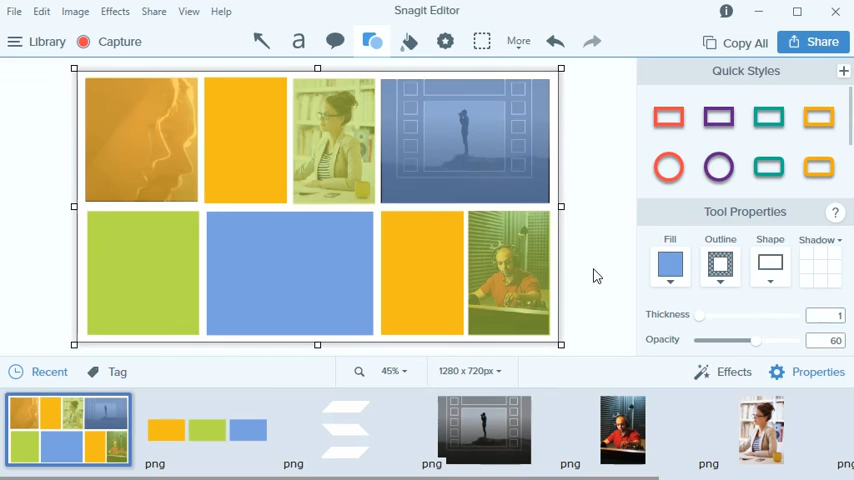 File Edit Image Effects Share View Help
Snagit Editor
Library Capture
a
More
Copy All
Share
Quick Styles
Tool Properties
?
Fill Outline Shape Shadow
Thickness 1
Opacity 60
Recent Tag
45%
1280 x 720px
Effects Properties
png png png png png png